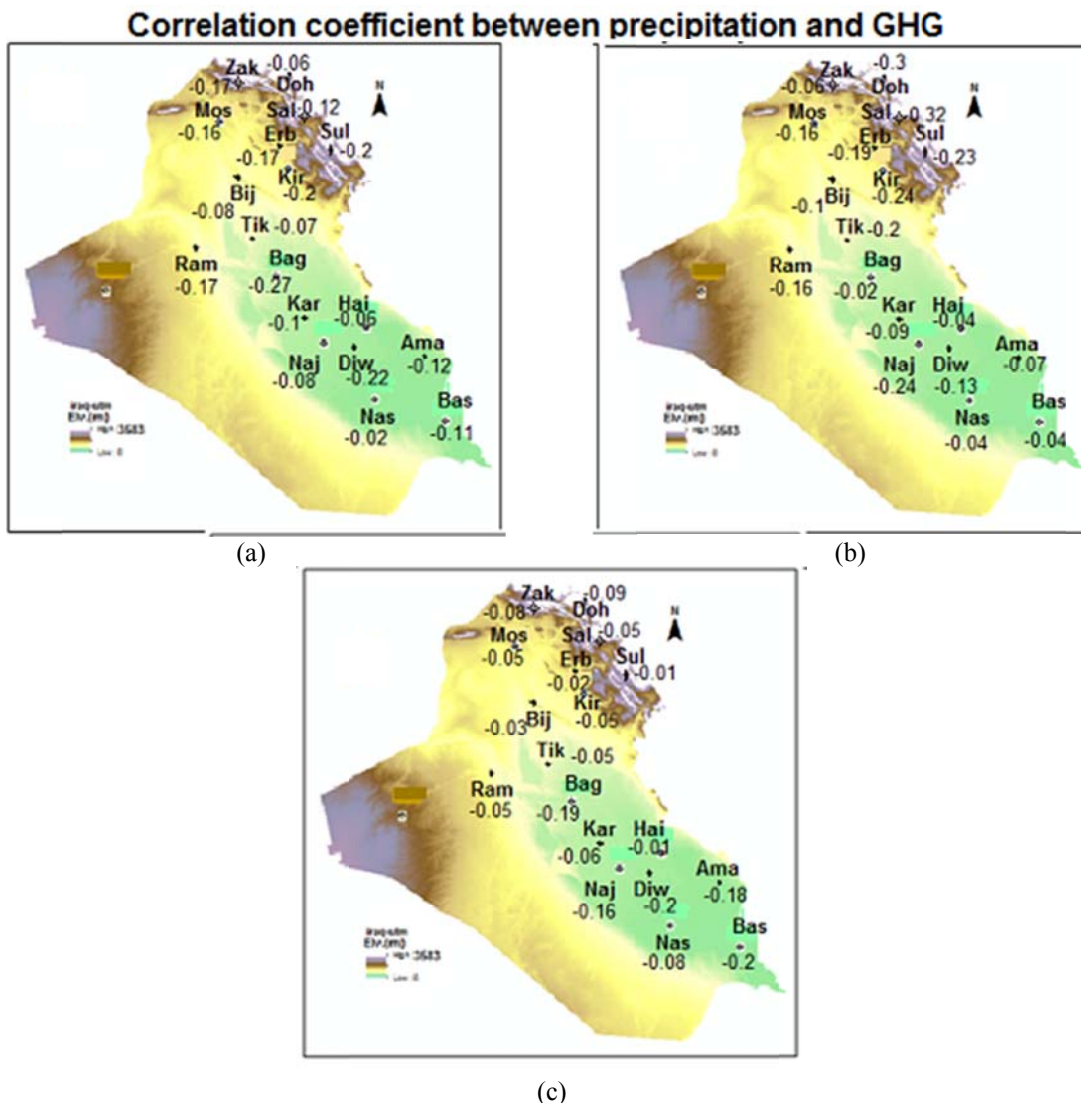 Correlation coefficient between precipitation and GHG
Zak -0.06
-0.17 Doh
Mos Sal -0.12
-0.16 Erb Sul
-0.17 -0.2
Kir
Bij -0.2
-0.08 Tik -0.07
Ram Bag
-0.17 -0.27
Kar Hai
-0.1 -0.06
Ama
Naj Diw -0.12
-0.08 -0.22
Nas Bas
-0.02 -0.11
Elv.(m)
3583
N
(a)
Zak -0.3
-0.06 Doh
Mos Sal -0.32
-0.16 Erb Sul
-0.19 -0.23
Kir
-0.24
-0.1 Bij
Tik -0.2
Ram Bag
-0.16 -0.02
Kar Hai
-0.09 -0.04
Ama
Naj Diw -0.07
-0.24 -0.13
Nas Bas
-0.04 -0.04
Elv.(m)
3583
N
(b)
Zak -0.09
-0.08 Doh
Mos Sal -0.05
-0.05 Erb Sul
-0.02 -0.01
Kir
Bij -0.05
-0.03
Tik -0.05
Ram Bag
-0.05 -0.19
Kar Hai
-0.06 -0.01
Ama
Naj Diw -0.18
-0.16 -0.2
Nas Bas
-0.08 -0.2
Elv.(m)
3583
N
(c)